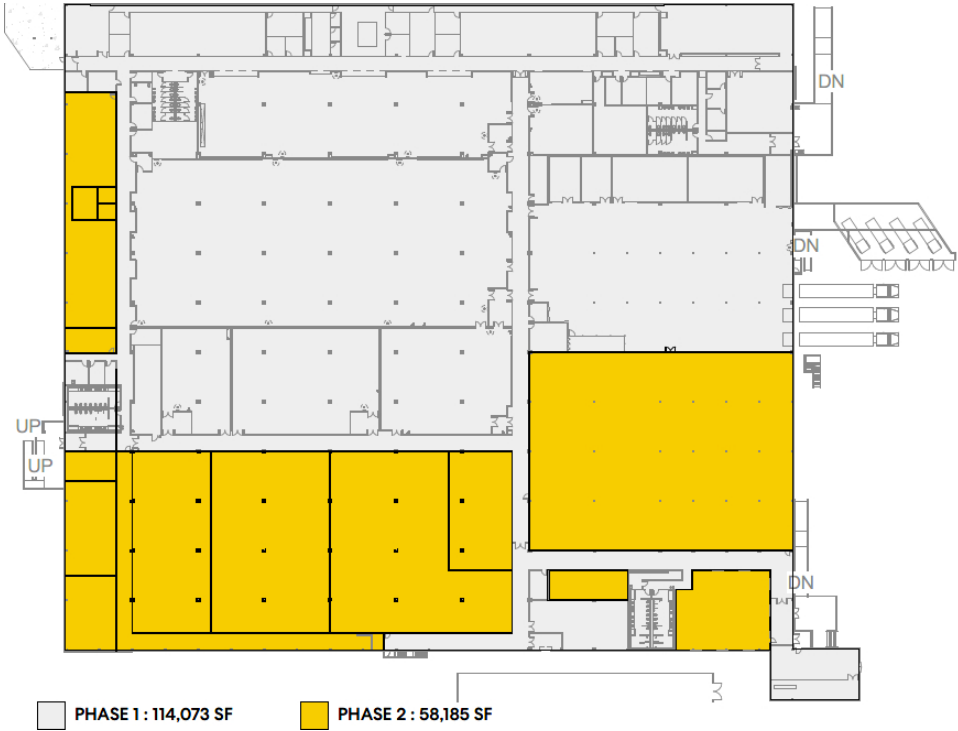 DN
DN
UP
UP
DN
PHASE 1 : 114,073 SF
PHASE 2 : 58,185 SF